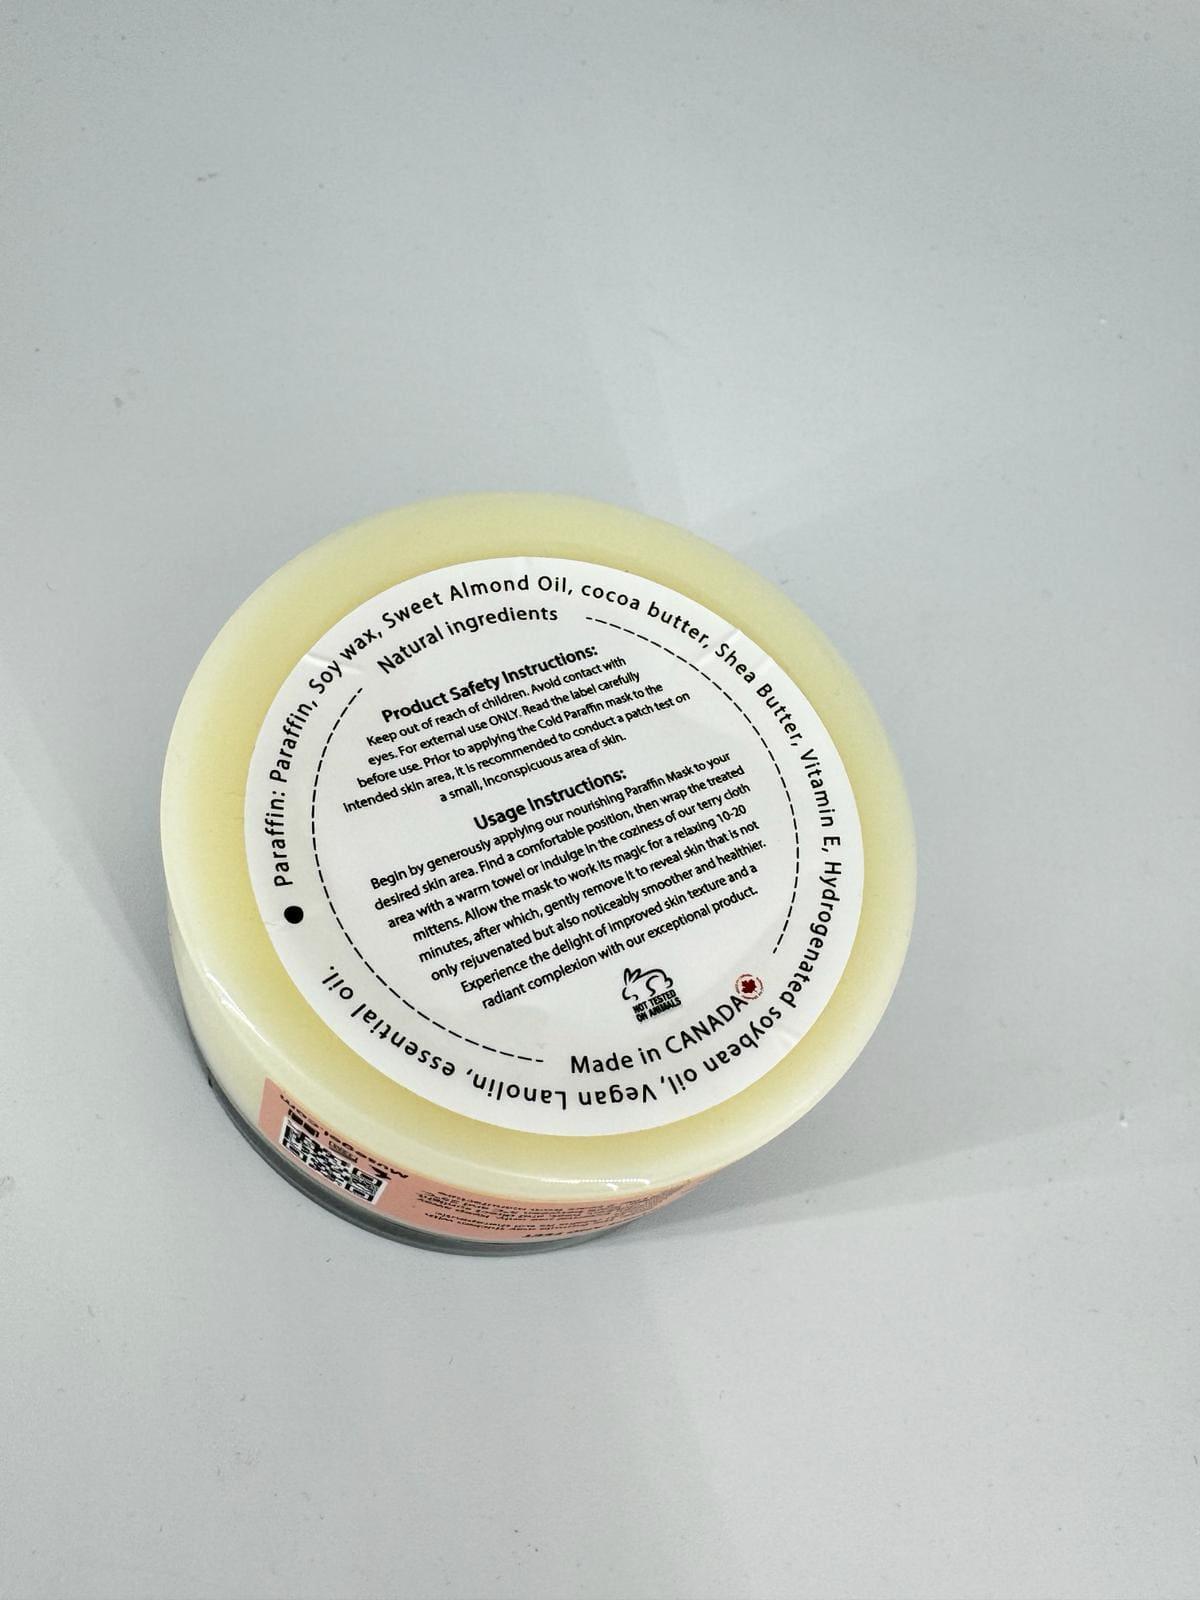 Paraffin: Paraffin, Soy wax, Sweet Almond Oil, cocoa butter, Shea Butter, Vitamin E, Hydrogenated soybean oil, Vegan Lanolin, essential oil.
Natural ingredients
Product Safety Instructions:
Keep out of reach of children. Avoid contact with
eyes. For external use ONLY. Read the label carefully
before use. Prior to applying the Cold Paraffin mask to the
intended skin area, it is recommended to conduct a patch test on
a small, inconspicuous area of skin.
Usage Instructions:
Begin by generously applying our nourishing Paraffin Mask to your
desired skin area. Find a comfortable position, then wrap the treated
area with a warm towel or indulge in the coziness of our terry cloth
mittens. Allow the mask to work its magic for a relaxing 10-20
minutes, after which, gently remove it to reveal skin that is not
only rejuvenated but also noticeably smoother and healthier.
Experience the delight of improved skin texture and a
radiant complexion with our exceptional product.
NOT TESTED
ON ANIMALS
Made in CANADA